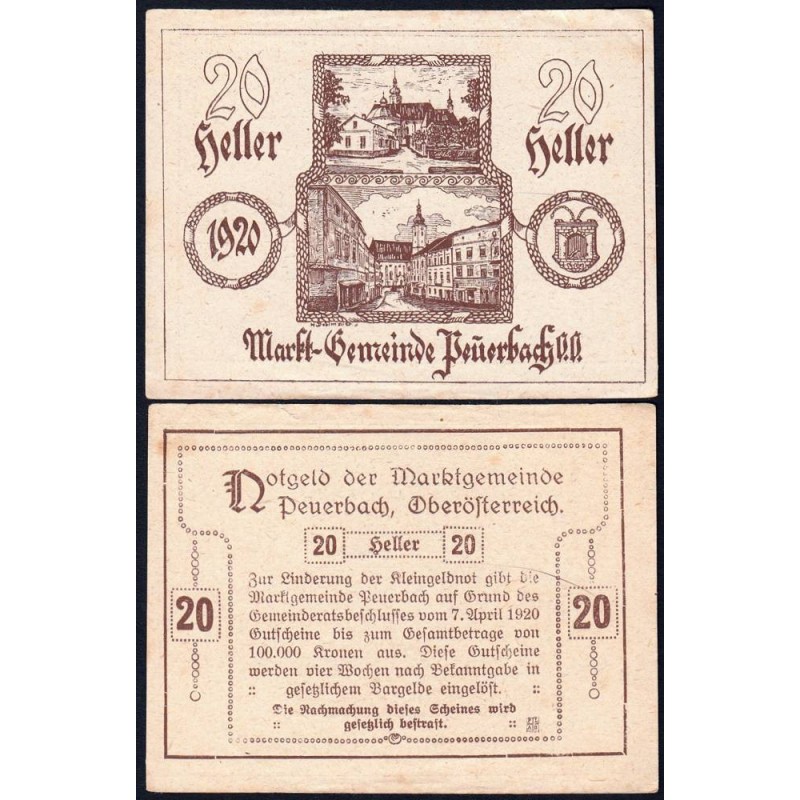 20 20
Heller Heller
1920
Markt-Gemeinde Peuerbach O.Ö.
Notgeld der Marktgemeinde
Peuerbach, Oberösterreich.
20 Heller 20
Zur Linderung der Kleingeldnot gibt die
Marktgemeinde Peuerbach auf Grund des
Gemeinderatsbeschlusses vom 7. April 1920
Gutscheine bis zum Gesamtbetrage von
100.000 Kronen aus. Diese Gutscheine
werden vier Wochen nach Bekanntgabe in
:: gesetzlichem Bargelde eingelöst. ::
20 20
Die Nachmachung dieses Scheines wird
:: gesetzlich bestraft.